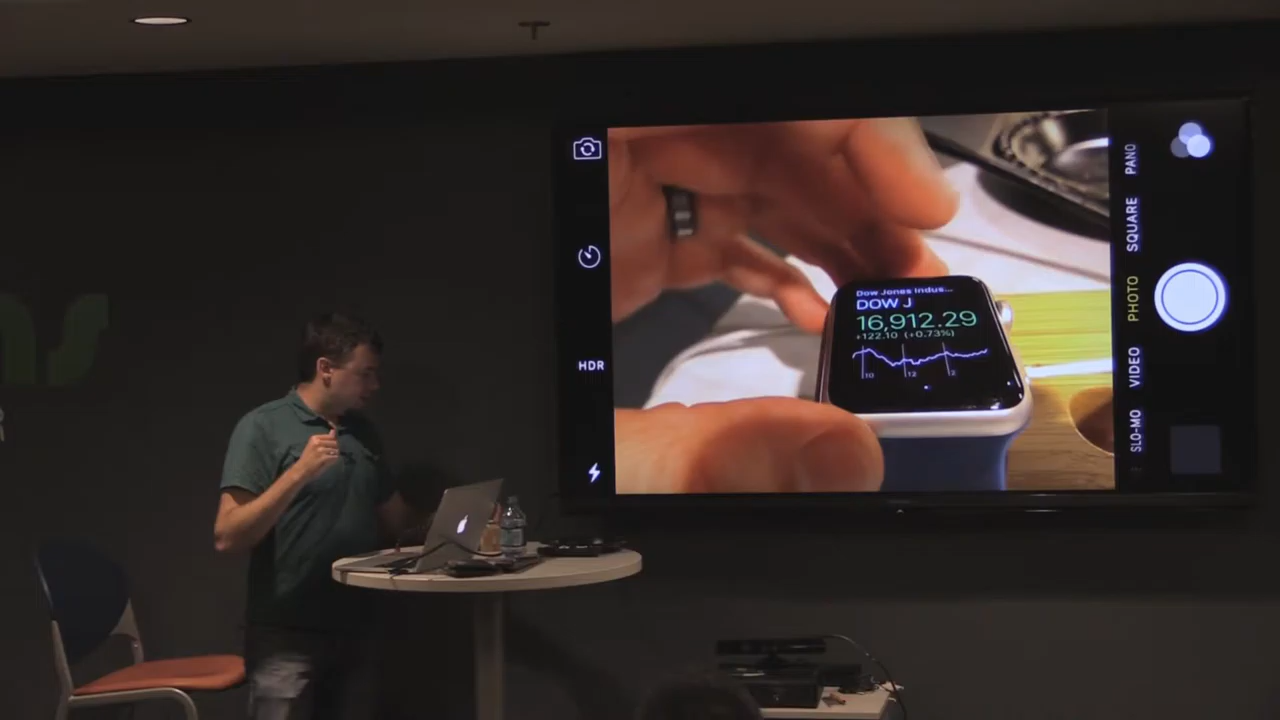 HDR
Dow Jones Indus...
DOW J
16,912.29
+122.10 (+0.73%)
10
12
2
PANO
SQUARE
PHOTO
VIDEO
SLO-MO